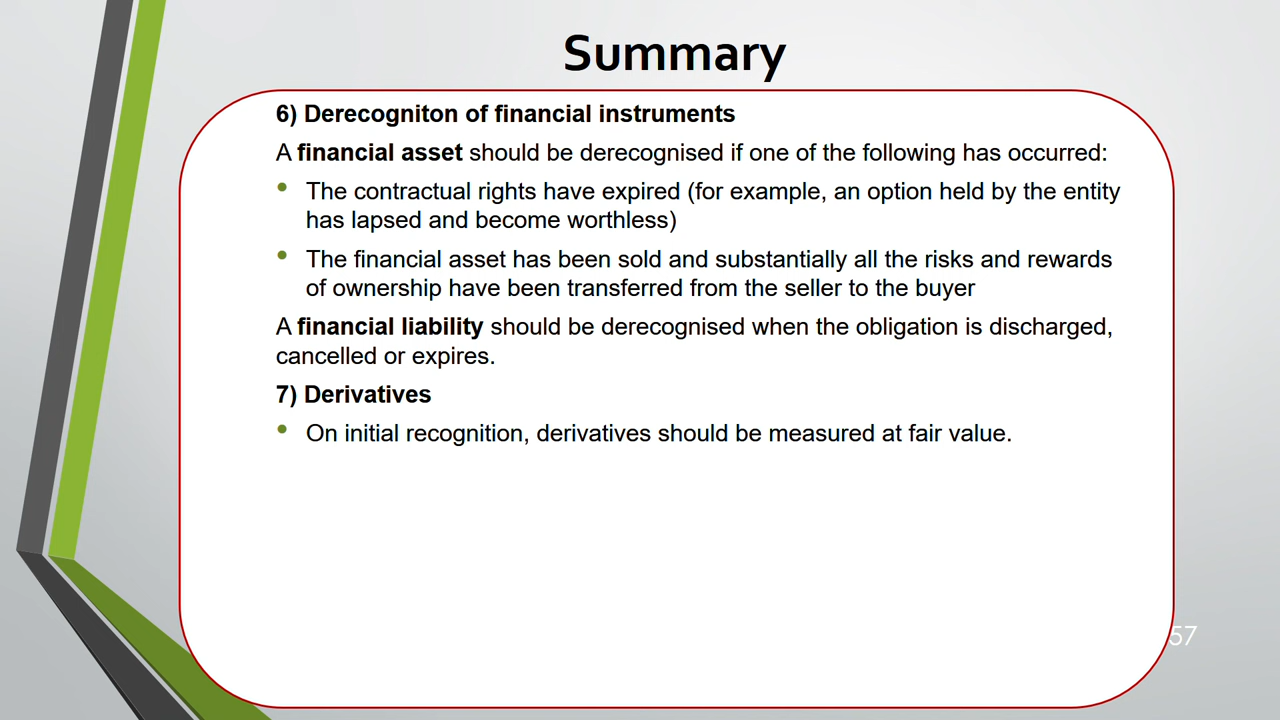 Summary
6) Derecogniton of financial instruments
A financial asset should be derecognised if one of the following has occurred:
• The contractual rights have expired (for example, an option held by the entity
has lapsed and become worthless)
• The financial asset has been sold and substantially all the risks and rewards
of ownership have been transferred from the seller to the buyer
A financial liability should be derecognised when the obligation is discharged,
cancelled or expires.
7) Derivatives
• On initial recognition, derivatives should be measured at fair value.
57